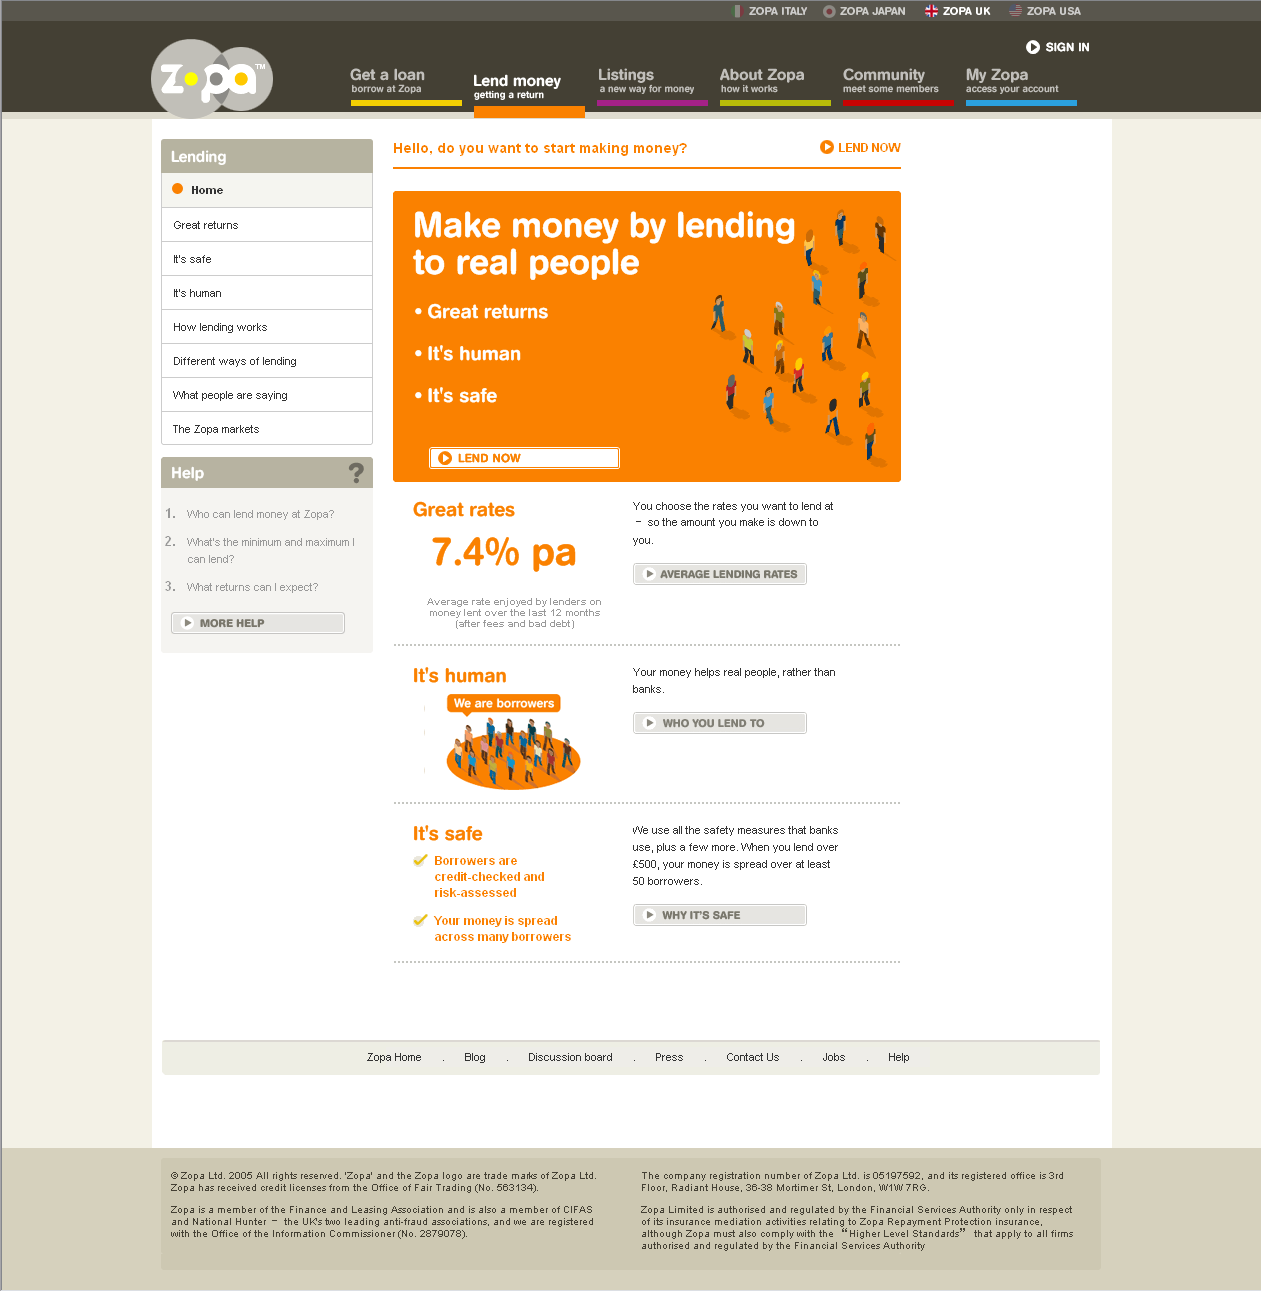 ZOPA ITALY
ZOPA JAPAN
ZOPA UK
ZOPA USA
SIGN IN
zopa™
Get a loan
borrow at Zopa
Lend money
getting a return
Listings
a new way for money
About Zopa
how it works
Community
meet some members
My Zopa
access your account
Lending
Home
Great returns
It's safe
It's human
How lending works
Different ways of lending
What people are saying
The Zopa markets
Help ?
1. Who can lend money at Zopa?
2. What's the minimum and maximum I
can lend?
3. What returns can I expect?
MORE HELP
Hello, do you want to start making money?
LEND NOW
Make money by lending
to real people
• Great returns
• It's human
• It's safe
LEND NOW
Great rates
7.4% pa
Average rate enjoyed by lenders on
money lent over the last 12 months
(after fees and bad debt)
You choose the rates you want to lend at
– so the amount you make is down to
you.
AVERAGE LENDING RATES
It's human
We are borrowers
Your money helps real people, rather than
banks.
WHO YOU LEND TO
It's safe
Borrowers are
credit-checked and
risk-assessed
Your money is spread
across many borrowers
We use all the safety measures that banks
use, plus a few more. When you lend over
£500, your money is spread over at least
50 borrowers.
WHY IT'S SAFE
Zopa Home . Blog . Discussion board . Press . Contact Us . Jobs . Help
© Zopa Ltd. 2005 All rights reserved. 'Zopa' and the Zopa logo are trade marks of Zopa Ltd.
Zopa has received credit licenses from the Office of Fair Trading (No. 563134).
Zopa is a member of the Finance and Leasing Association and is also a member of CIFAS
and National Hunter – the UK's two leading anti-fraud associations, and we are registered
with the Office of the Information Commissioner (No. 2879078).
The company registration number of Zopa Ltd. is 05197592, and its registered office is 3rd
Floor, Radiant House, 36-38 Mortimer St, London, W1W 7RG.
Zopa Limited is authorised and regulated by the Financial Services Authority only in respect
of its insurance mediation activities relating to Zopa Repayment Protection insurance,
although Zopa must also comply with the “Higher Level Standards” that apply to all firms
authorised and regulated by the Financial Services Authority